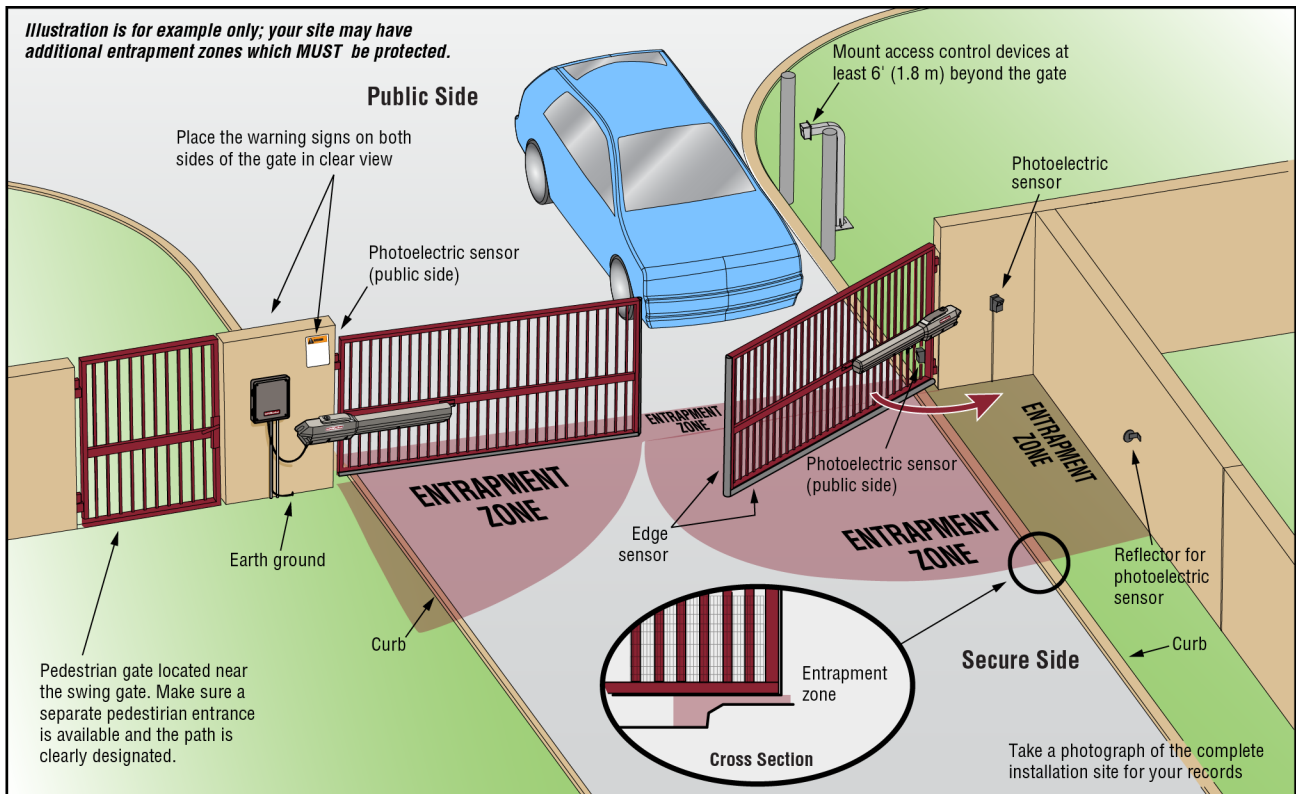 Illustration is for example only; your site may have
additional entrapment zones which MUST be protected.
Public Side
Mount access control devices at
least 6' (1.8 m) beyond the gate
Place the warning signs on both
sides of the gate in clear view
Photoelectric
sensor
Photoelectric sensor
(public side)
ENTRAPMENT
ZONE
ENTRAPMENT
ZONE
ENTRAPMENT
ZONE
Photoelectric sensor
(public side)
ENTRAPMENT
ZONE
Edge
sensor
Earth ground
Reflector for
photoelectric
sensor
Curb
Curb
Secure Side
Pedestrian gate located near
the swing gate. Make sure a
separate pedestirian entrance
is available and the path is
clearly designated.
Entrapment
zone
Cross Section
Take a photograph of the complete
installation site for your records